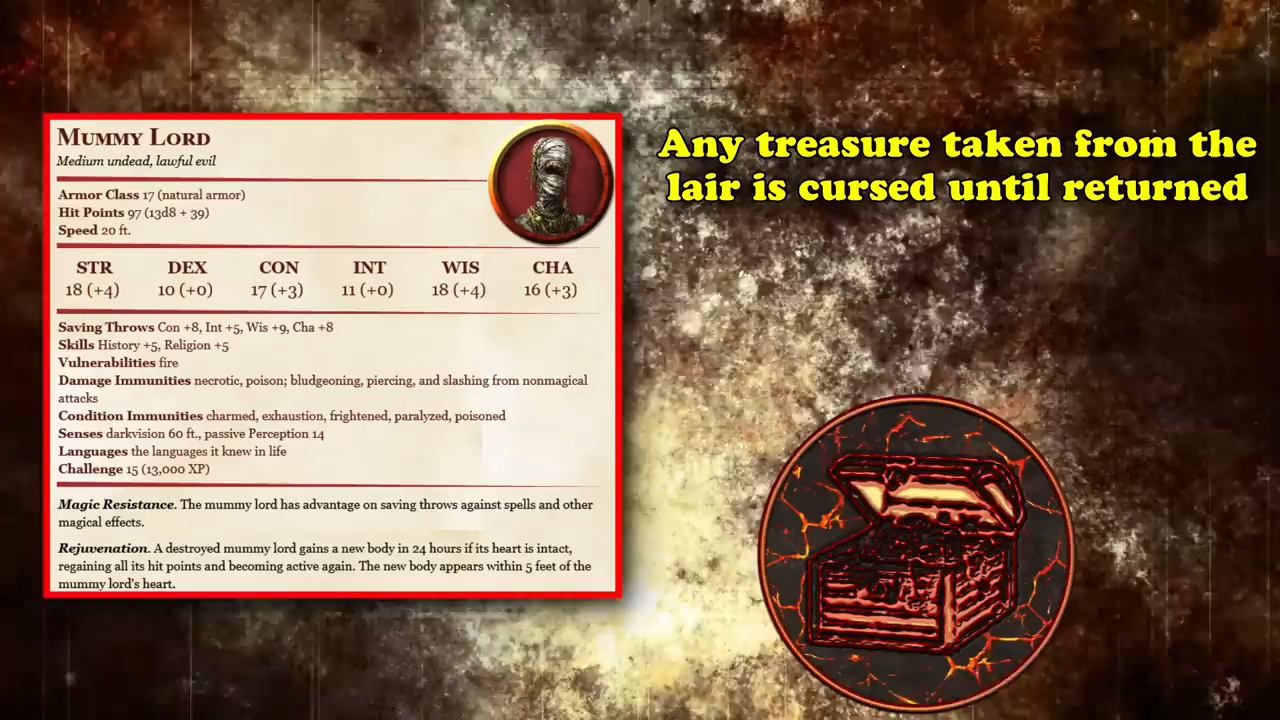 Mummy Lord
Medium undead, lawful evil
Armor Class 17 (natural armor)
Hit Points 97 (13d8 + 39)
Speed 20 ft.
STR DEX CON INT WIS CHA
18 (+4) 10 (+0) 17 (+3) 11 (+0) 18 (+4) 16 (+3)
Saving Throws Con +8, Int +5, Wis +9, Cha +8
Skills History +5, Religion +5
Vulnerabilities fire
Damage Immunities necrotic, poison; bludgeoning, piercing, and slashing from nonmagical
attacks
Condition Immunities charmed, exhaustion, frightened, paralyzed, poisoned
Senses darkvision 60 ft., passive Perception 14
Languages the languages it knew in life
Challenge 15 (13,000 XP)
Magic Resistance. The mummy lord has advantage on saving throws against spells and other
magical effects.
Rejuvenation. A destroyed mummy lord gains a new body in 24 hours if its heart is intact,
regaining all its hit points and becoming active again. The new body appears within 5 feet of the
mummy lord's heart.
Any treasure taken from the
lair is cursed until returned